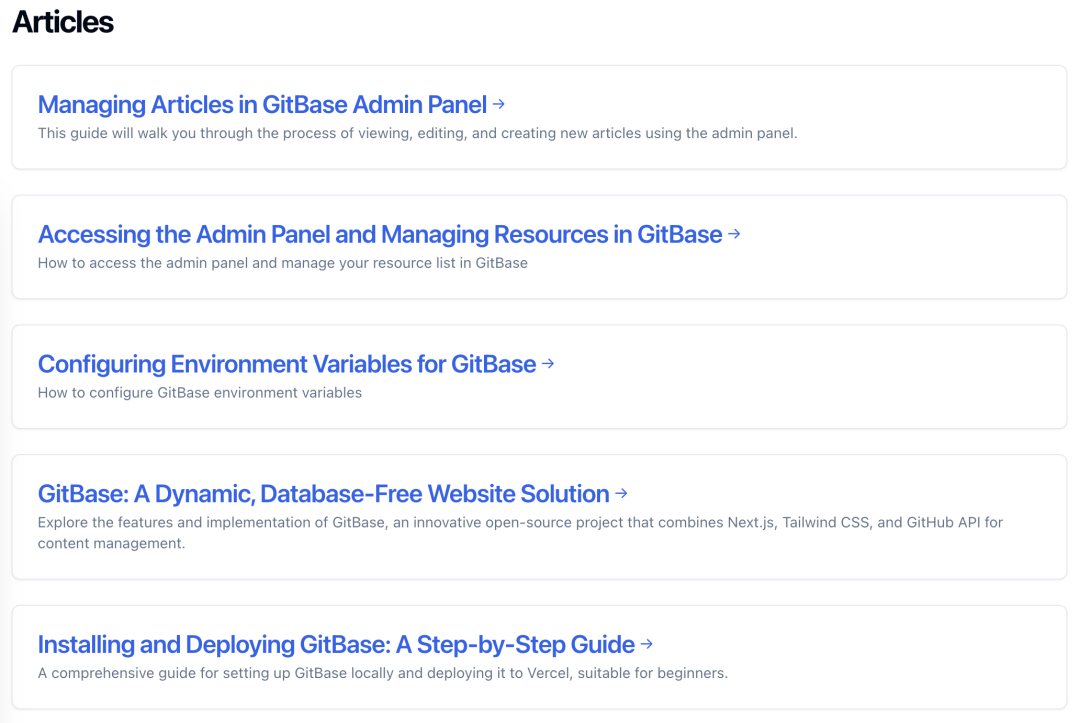 Articles
Managing Articles in GitBase Admin Panel →
This guide will walk you through the process of viewing, editing, and creating new articles using the admin panel.
Accessing the Admin Panel and Managing Resources in GitBase →
How to access the admin panel and manage your resource list in GitBase
Configuring Environment Variables for GitBase →
How to configure GitBase environment variables
GitBase: A Dynamic, Database-Free Website Solution →
Explore the features and implementation of GitBase, an innovative open-source project that combines Next.js, Tailwind CSS, and GitHub API for
content management.
Installing and Deploying GitBase: A Step-by-Step Guide →
A comprehensive guide for setting up GitBase locally and deploying it to Vercel, suitable for beginners.